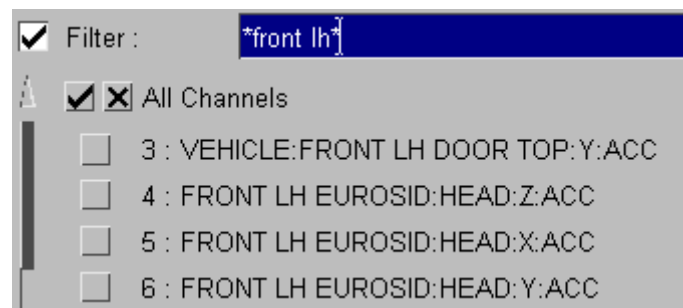 Filter : *front lh*
All Channels
3 : VEHICLE:FRONT LH DOOR TOP:Y:ACC
4 : FRONT LH EUROSID:HEAD:Z:ACC
5 : FRONT LH EUROSID:HEAD:X:ACC
6 : FRONT LH EUROSID:HEAD:Y:ACC